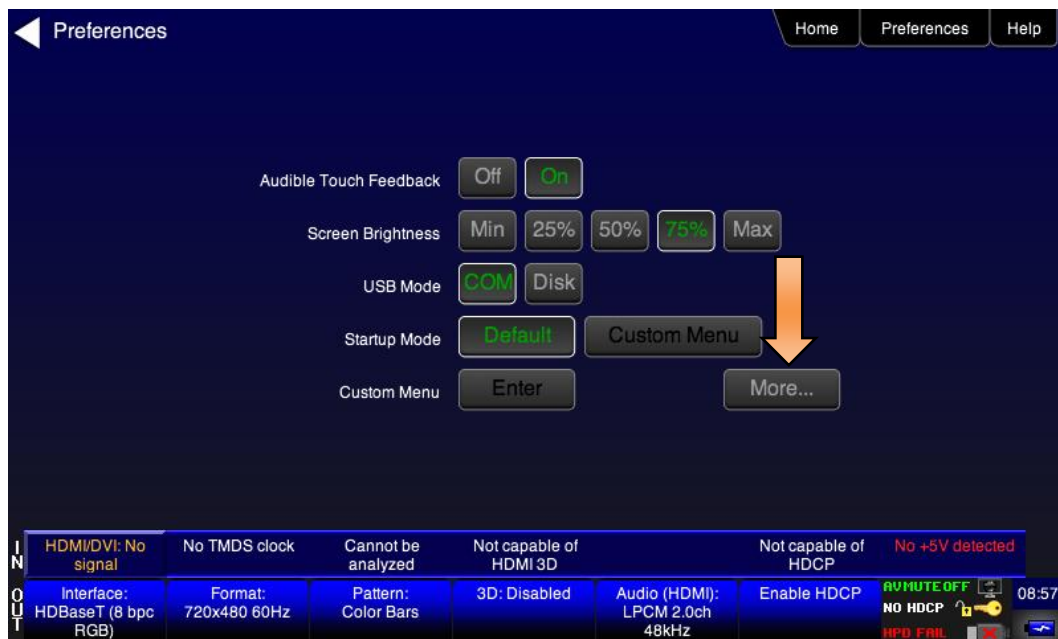 Preferences
Home Preferences Help
Audible Touch Feedback Off On
Screen Brightness Min 25% 50% 75% Max
USB Mode COM Disk
Startup Mode Default Custom Menu
Custom Menu Enter More...
IN
HDMI/DVI: No signal
No TMDS clock
Cannot be analyzed
Not capable of HDMI 3D
Not capable of HDCP
No +5V detected
OUT
Interface: HDBaseT (8 bpc RGB)
Format: 720x480 60Hz
Pattern: Color Bars
3D: Disabled
Audio (HDMI): LPCM 2.0ch 48kHz
Enable HDCP
AVMUTEOFF
NO HDCP
HPD FAIL
08:57